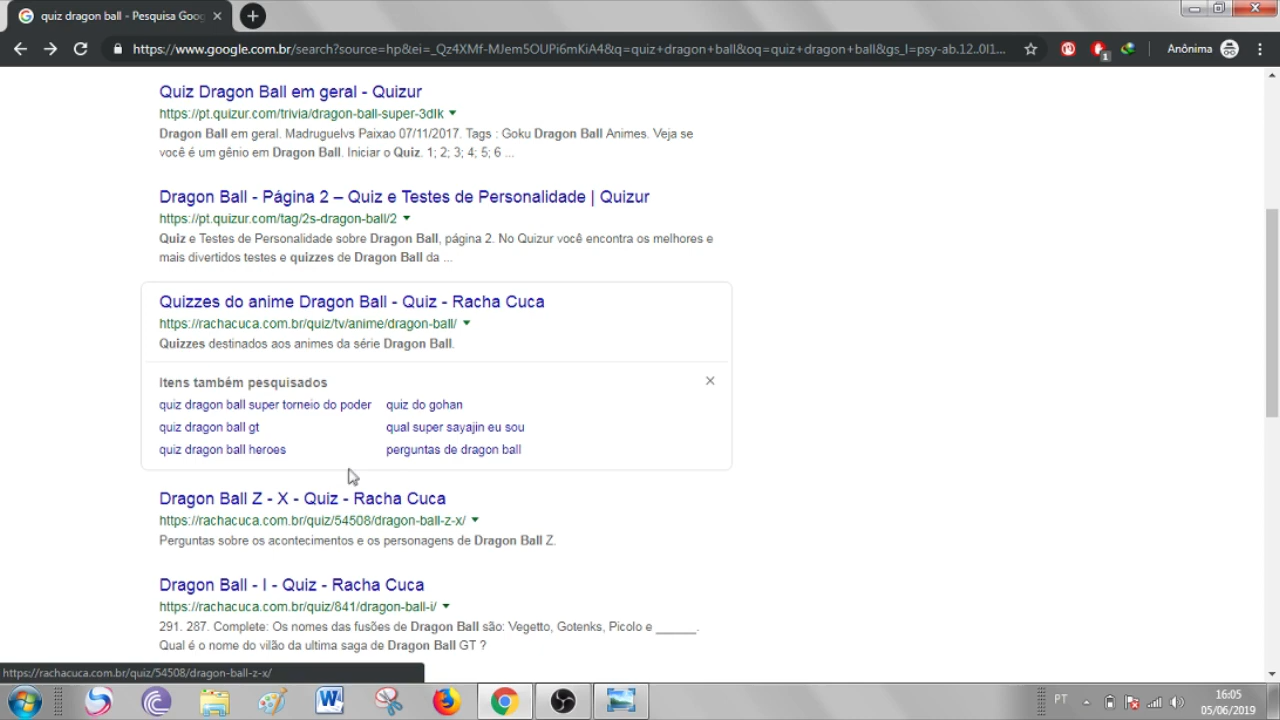 quiz dragon ball - Pesquisa Goog
https://www.google.com.br/search?source=hp&ei=_Qz4XMf-MJem5OUPi6mKiA4&q=quiz+dragon+ball&oq=quiz+dragon+ball&gs_l=psy-ab.12..0l1...
1
Anônima
Quiz Dragon Ball em geral - Quizur
https://pt.quizur.com/trivia/dragon-ball-super-3dIk
Dragon Ball em geral. Madruguelvs Paixao 07/11/2017. Tags : Goku Dragon Ball Animes. Veja se
você é um gênio em Dragon Ball. Iniciar o Quiz. 1; 2; 3; 4; 5; 6 ...
Dragon Ball - Página 2 – Quiz e Testes de Personalidade | Quizur
https://pt.quizur.com/tag/2s-dragon-ball/2
Quiz e Testes de Personalidade sobre Dragon Ball, página 2. No Quizur você encontra os melhores e
mais divertidos testes e quizzes de Dragon Ball da ...
Quizzes do anime Dragon Ball - Quiz - Racha Cuca
https://rachacuca.com.br/quiz/tv/anime/dragon-ball/
Quizzes destinados aos animes da série Dragon Ball.
Itens também pesquisados
quiz dragon ball super torneio do poder quiz do gohan
quiz dragon ball gt qual super sayajin eu sou
quiz dragon ball heroes perguntas de dragon ball
Dragon Ball Z - X - Quiz - Racha Cuca
https://rachacuca.com.br/quiz/54508/dragon-ball-z-x/
Perguntas sobre os acontecimentos e os personagens de Dragon Ball Z.
Dragon Ball - I - Quiz - Racha Cuca
https://rachacuca.com.br/quiz/841/dragon-ball-i/
291. 287. Complete: Os nomes das fusões de Dragon Ball são: Vegetto, Gotenks, Picolo e ______.
Qual é o nome do vilão da ultima saga de Dragon Ball GT ?
https://rachacuca.com.br/quiz/54508/dragon-ball-z-x/
PT
16:05
05/06/2019